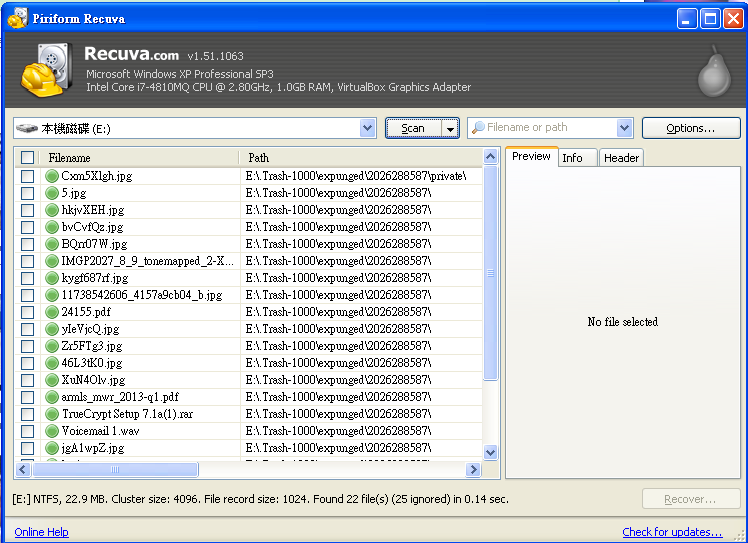 Piriform Recuva
Recuva.com v1.51.1063
Microsoft Windows XP Professional SP3
Intel Core i7-4810MQ CPU @ 2.80GHz, 1.0GB RAM, VirtualBox Graphics Adapter
本機磁碟 (E:) Scan Filename or path Options...
Filename Path Preview Info Header
Cxm5Xlgh.jpg E:\.Trash-1000\expunged\2026288587\private\
5.jpg E:\.Trash-1000\expunged\2026288587\
hkjvXEH.jpg E:\.Trash-1000\expunged\2026288587\
bvCvfQz.jpg E:\.Trash-1000\expunged\2026288587\
BQrr07W.jpg E:\.Trash-1000\expunged\2026288587\
IMGP2027_8_9_tonemapped_2-X... E:\.Trash-1000\expunged\2026288587\
kygf687rf.jpg E:\.Trash-1000\expunged\2026288587\
11738542606_4157a9cb04_b.jpg E:\.Trash-1000\expunged\2026288587\
24155.pdf E:\.Trash-1000\expunged\2026288587\
No file selected
yIeVjcQ.jpg E:\.Trash-1000\expunged\2026288587\
Zr5FTg3.jpg E:\.Trash-1000\expunged\2026288587\
46L3tK0.jpg E:\.Trash-1000\expunged\2026288587\
XuN4Olv.jpg E:\.Trash-1000\expunged\2026288587\
armls_mwr_2013-q1.pdf E:\.Trash-1000\expunged\2026288587\
TrueCrypt Setup 7.1a(1).rar E:\.Trash-1000\expunged\2026288587\
Voicemail 1.wav E:\.Trash-1000\expunged\2026288587\
jgA1wpZ.jpg E:\.Trash-1000\expunged\2026288587\
[E:] NTFS, 22.9 MB. Cluster size: 4096. File record size: 1024. Found 22 file(s) (25 ignored) in 0.14 sec. Recover...
Online Help Check for updates...